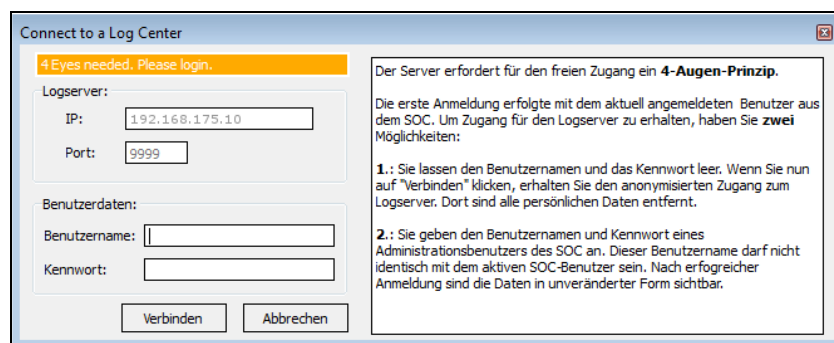 Connect to a Log Center
4 Eyes needed. Please login.
Logserver:
IP: 192.168.175.10
Port: 9999
Benutzerdaten:
Benutzername:
Kennwort:
Verbinden Abbrechen
Der Server erfordert für den freien Zugang ein 4-Augen-Prinzip.
Die erste Anmeldung erfolgte mit dem aktuell angemeldeten Benutzer aus
dem SOC. Um Zugang für den Logserver zu erhalten, haben Sie zwei
Möglichkeiten:
1.: Sie lassen den Benutzernamen und das Kennwort leer. Wenn Sie nun
auf "Verbinden" klicken, erhalten Sie den anonymisierten Zugang zum
Logserver. Dort sind alle persönlichen Daten entfernt.
2.: Sie geben den Benutzernamen und Kennwort eines
Administrationsbenutzers des SOC an. Dieser Benutzername darf nicht
identisch mit dem aktiven SOC-Benutzer sein. Nach erfogreicher
Anmeldung sind die Daten in unveränderter Form sichtbar.